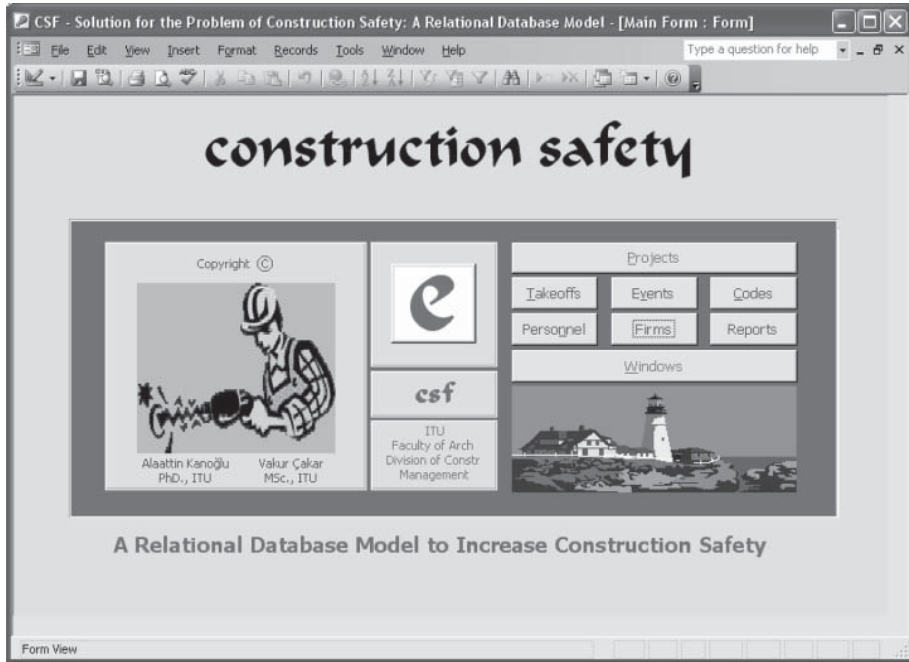 CSF - Solution for the Problem of Construction Safety: A Relational Database Model - [Main Form : Form]
File Edit View Insert Format Records Tools Window Help Type a question for help
construction safety
Copyright ©
e
Projects
Takeoffs Events Codes
Personnel Firms Reports
Windows
csf
ITU
Faculty of Arch
Division of Constr
Management
Alaattin Kanoğlu Vakur Çakar
PhD., ITU MSc., ITU
A Relational Database Model to Increase Construction Safety
Form View